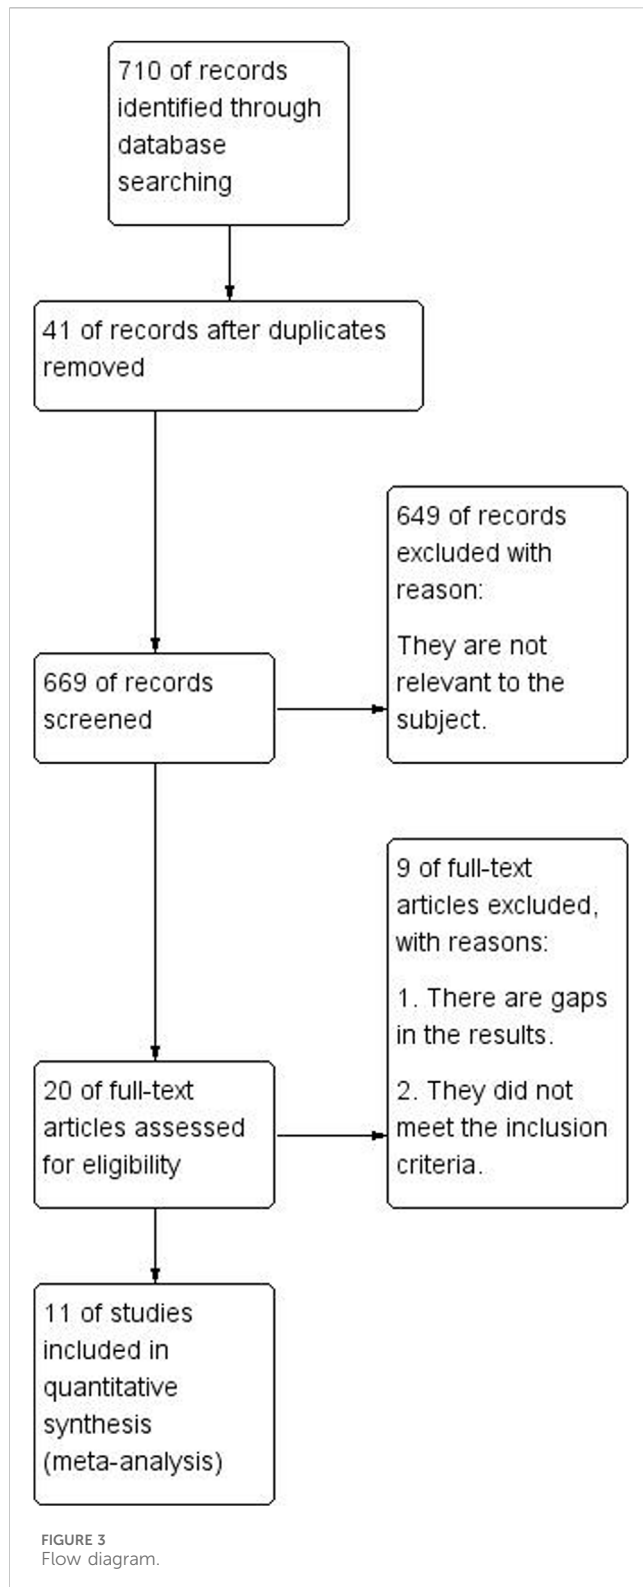 710 of records
identified through
database
searching
41 of records after duplicates
removed
649 of records
excluded with
reason:
They are not
relevant to the
subject.
669 of records
screened
9 of full-text
articles excluded,
with reasons:
1. There are gaps
in the results.
2. They did not
meet the inclusion
criteria.
20 of full-text
articles assessed
for eligibility
11 of studies
included in
quantitative
synthesis
(meta-analysis)
FIGURE 3
Flow diagram.